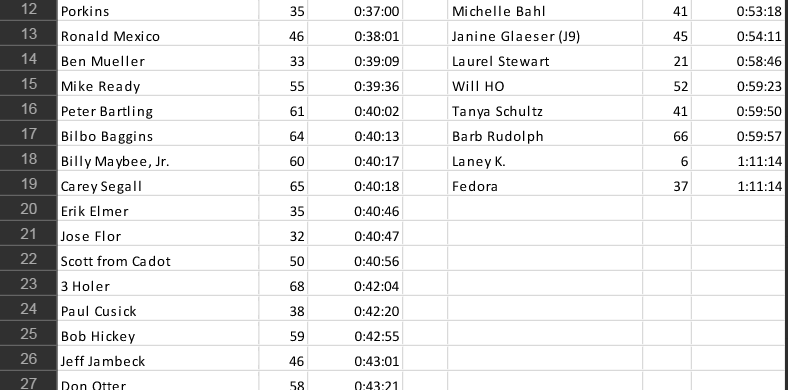 12 Porkins 35 0:37:00 Michelle Bahl 41 0:53:18
13 Ronald Mexico 46 0:38:01 Janine Glaeser (J9) 45 0:54:11
14 Ben Mueller 33 0:39:09 Laurel Stewart 21 0:58:46
15 Mike Ready 55 0:39:36 Will HO 52 0:59:23
16 Peter Bartling 61 0:40:02 Tanya Schultz 41 0:59:50
17 Bilbo Baggins 64 0:40:13 Barb Rudolph 66 0:59:57
18 Billy Maybee, Jr. 60 0:40:17 Laney K. 6 1:11:14
19 Carey Segall 65 0:40:18 Fedora 37 1:11:14
20 Erik Elmer 35 0:40:46
21 Jose Flor 32 0:40:47
22 Scott from Cadot 50 0:40:56
23 3 Holer 68 0:42:04
24 Paul Cusick 38 0:42:20
25 Bob Hickey 59 0:42:55
26 Jeff Jambeck 46 0:43:01
27 Don Otter 58 0:43:21